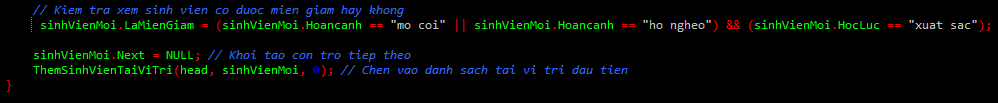 // Kiem tra xem sinh vien co duoc mien giam hay khong
sinhVienMoi.LaMienGiam = (sinhVienMoi.Hoancanh == "mo coi" || sinhVienMoi.Hoancanh == "ho ngheo") && (sinhVienMoi.HocLuc == "xuat sac");
sinhVienMoi.Next = NULL; // Khoi tao con tro tiep theo
ThemSinhVienTaiViTri(head, sinhVienMoi, 0); // Chen vao danh sach tai vi tri dau tien
}